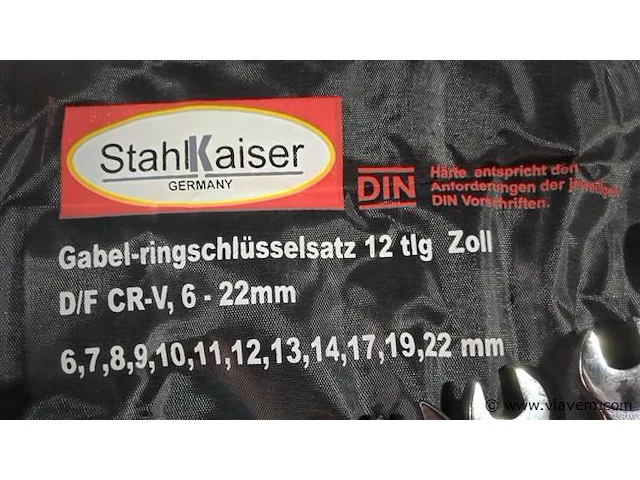 StahlKaiser
GERMANY
DIN
Härte entspricht den
Anforderungen der jeweiligen
DIN Vorschriften.
Gabel-ringschlüsselsatz 12 tlg Zoll
D/F CR-V, 6 - 22mm
6,7,8,9,10,11,12,13,14,17,19,22 mm
© www.viavem.com